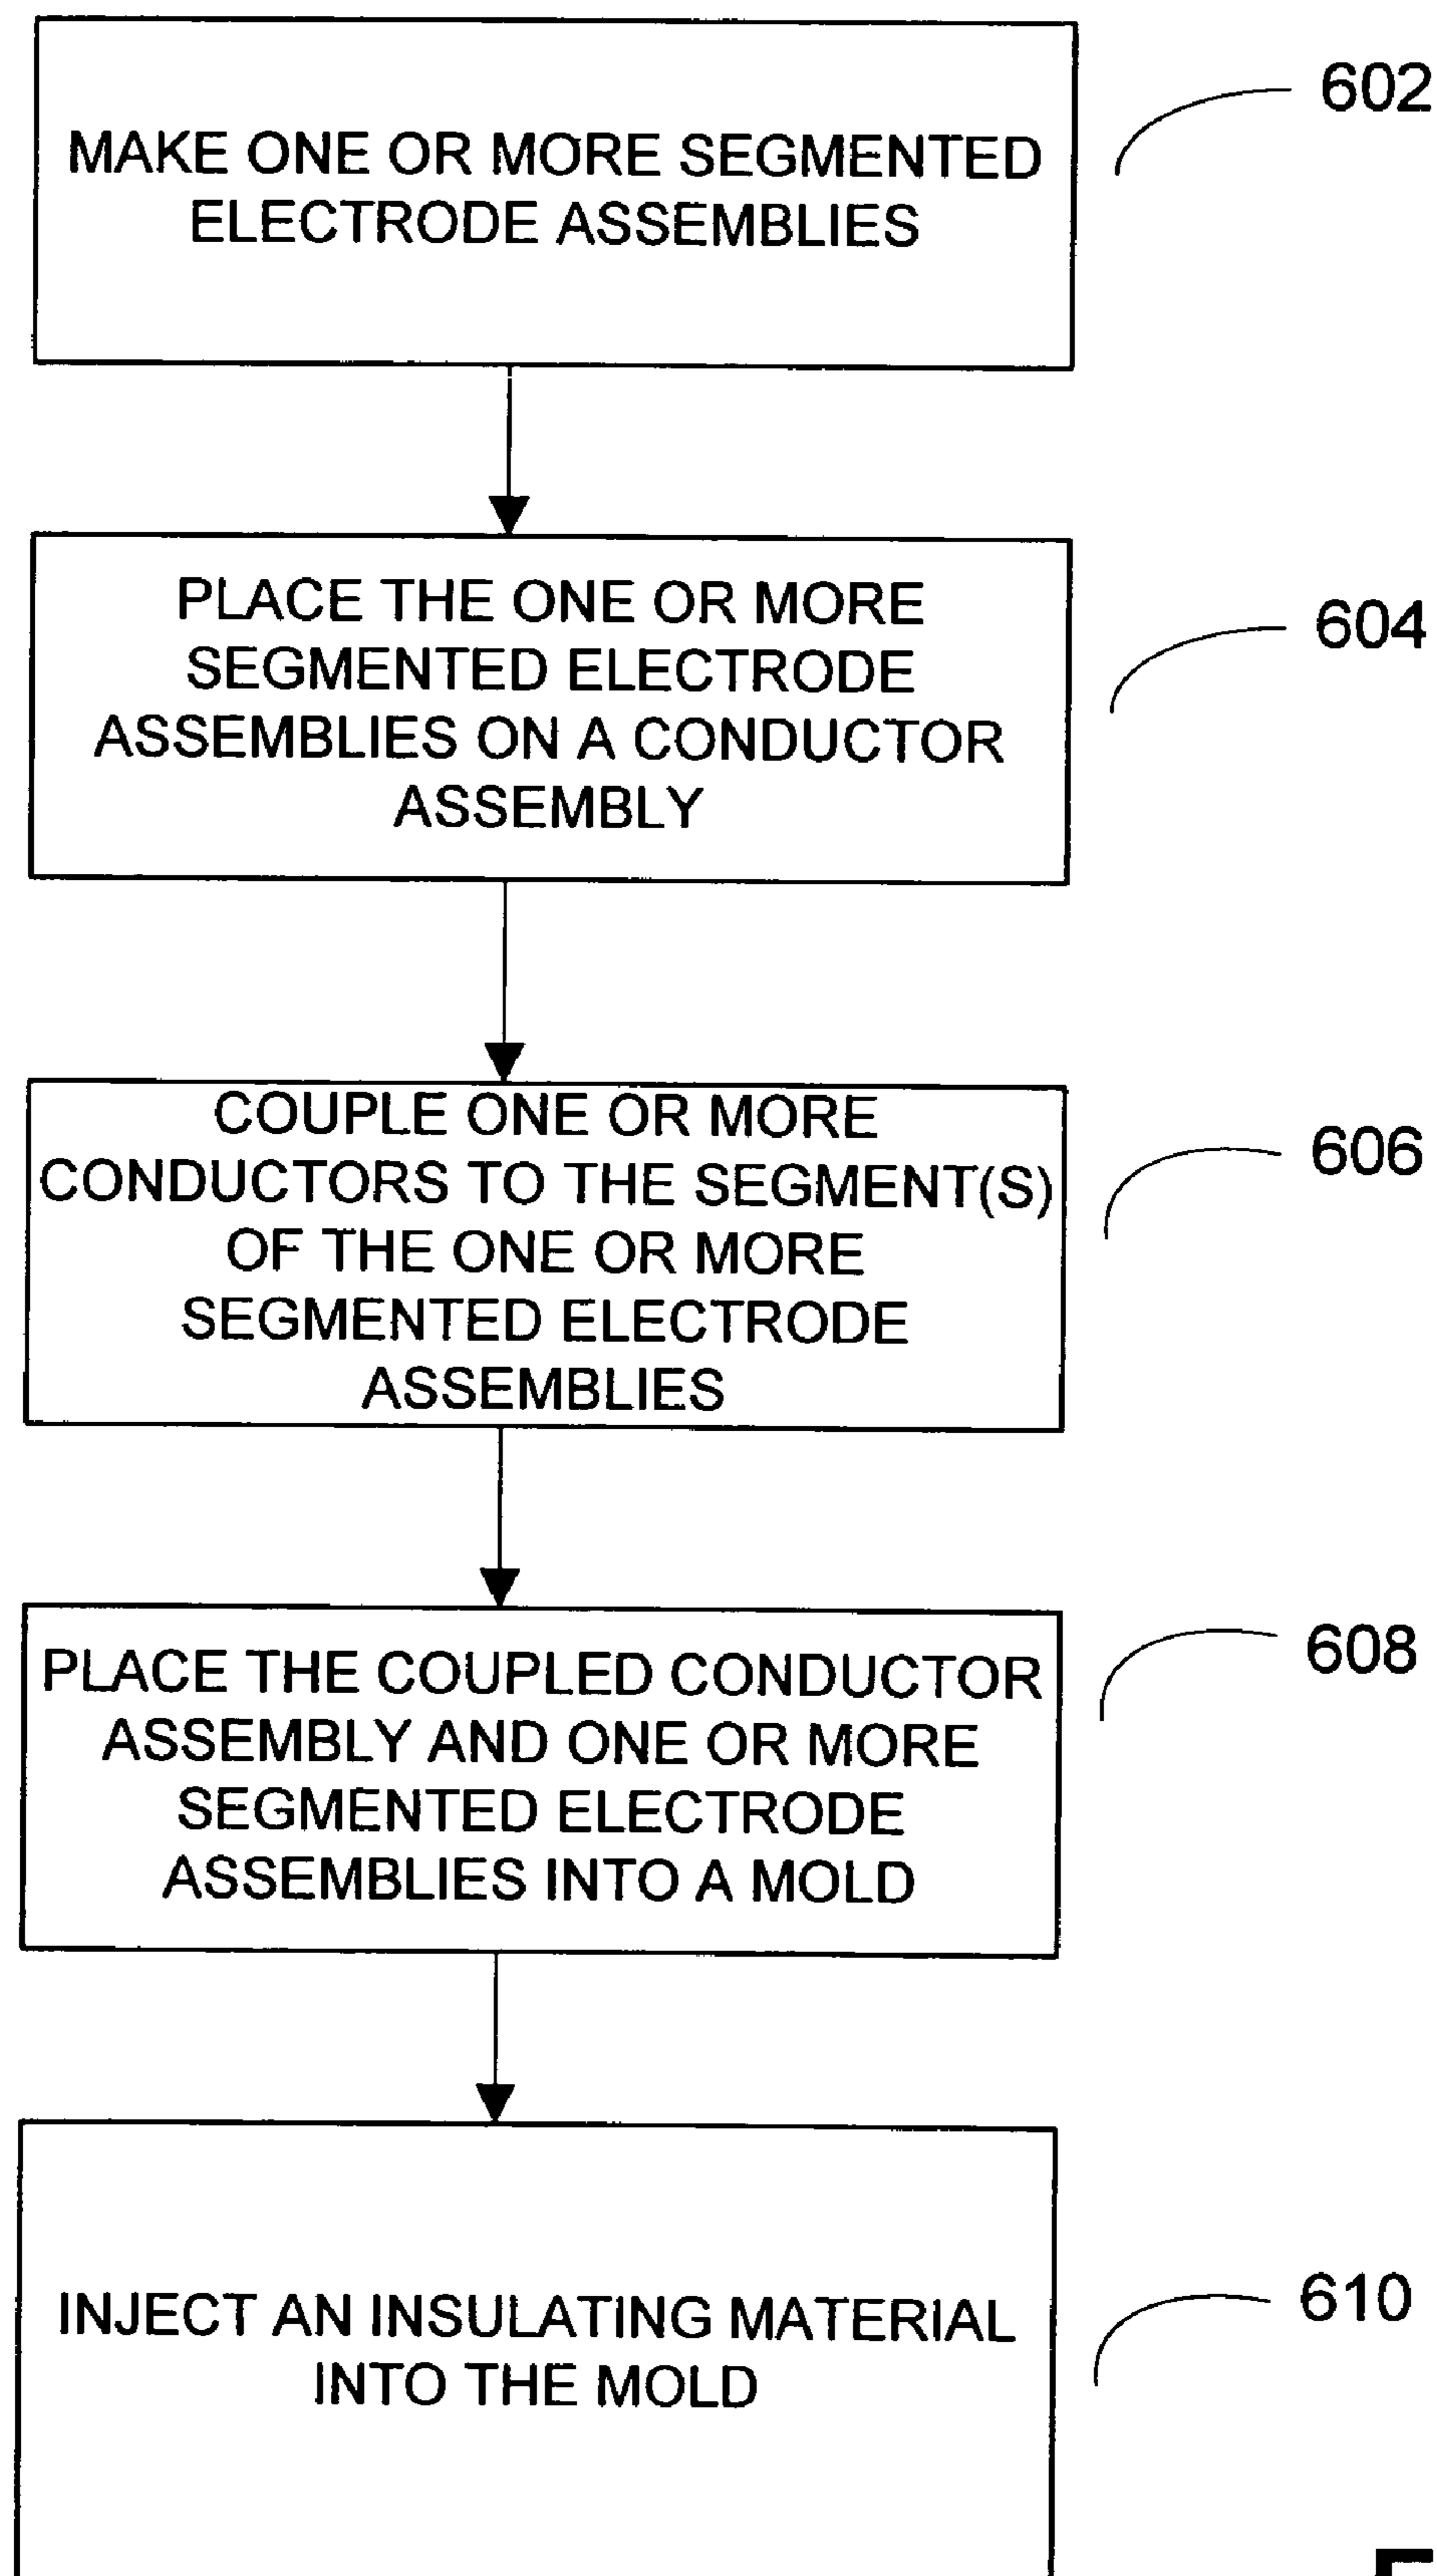 MAKE ONE OR MORE SEGMENTED
ELECTRODE ASSEMBLIES
602
PLACE THE ONE OR MORE
SEGMENTED ELECTRODE
ASSEMBLIES ON A CONDUCTOR
ASSEMBLY
604
COUPLE ONE OR MORE
CONDUCTORS TO THE SEGMENT(S)
OF THE ONE OR MORE
SEGMENTED ELECTRODE
ASSEMBLIES
606
PLACE THE COUPLED CONDUCTOR
ASSEMBLY AND ONE OR MORE
SEGMENTED ELECTRODE
ASSEMBLIES INTO A MOLD
608
INJECT AN INSULATING MATERIAL
INTO THE MOLD
610